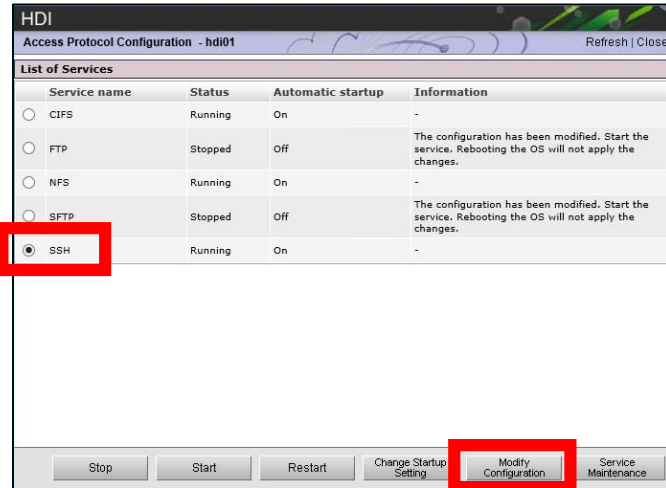 HDI
Access Protocol Configuration - hdi01 Refresh | Close
List of Services
Service name Status Automatic startup Information
CIFS Running On -
FTP Stopped Off The configuration has been modified. Start the
service. Rebooting the OS will not apply the
changes.
NFS Running On -
SFTP Stopped Off The configuration has been modified. Start the
service. Rebooting the OS will not apply the
changes.
SSH Running On -
Stop Start Restart Change Startup Setting Modify Configuration Service Maintenance